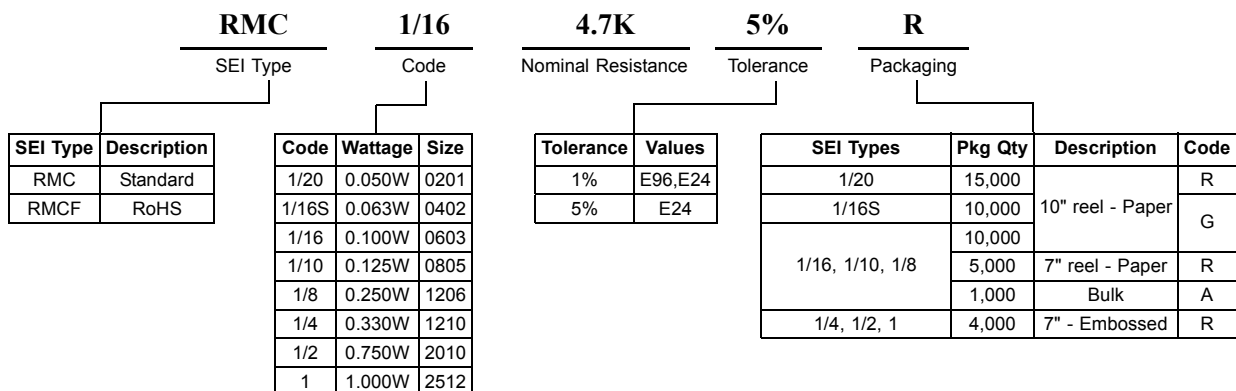 RMC 1/16 4.7K 5% R
SEI Type Code Nominal Resistance Tolerance Packaging
SEI Type Description
RMC Standard
RMCF RoHS
Code Wattage Size
1/20 0.050W 0201
1/16S 0.063W 0402
1/16 0.100W 0603
1/10 0.125W 0805
1/8 0.250W 1206
1/4 0.330W 1210
1/2 0.750W 2010
1 1.000W 2512
Tolerance Values
1% E96,E24
5% E24
SEI Types Pkg Qty Description Code
1/20 15,000 10" reel - Paper R
1/16S 10,000 G
1/16, 1/10, 1/8 10,000
5,000 7" reel - Paper R
1,000 Bulk A
1/4, 1/2, 1 4,000 7" - Embossed R